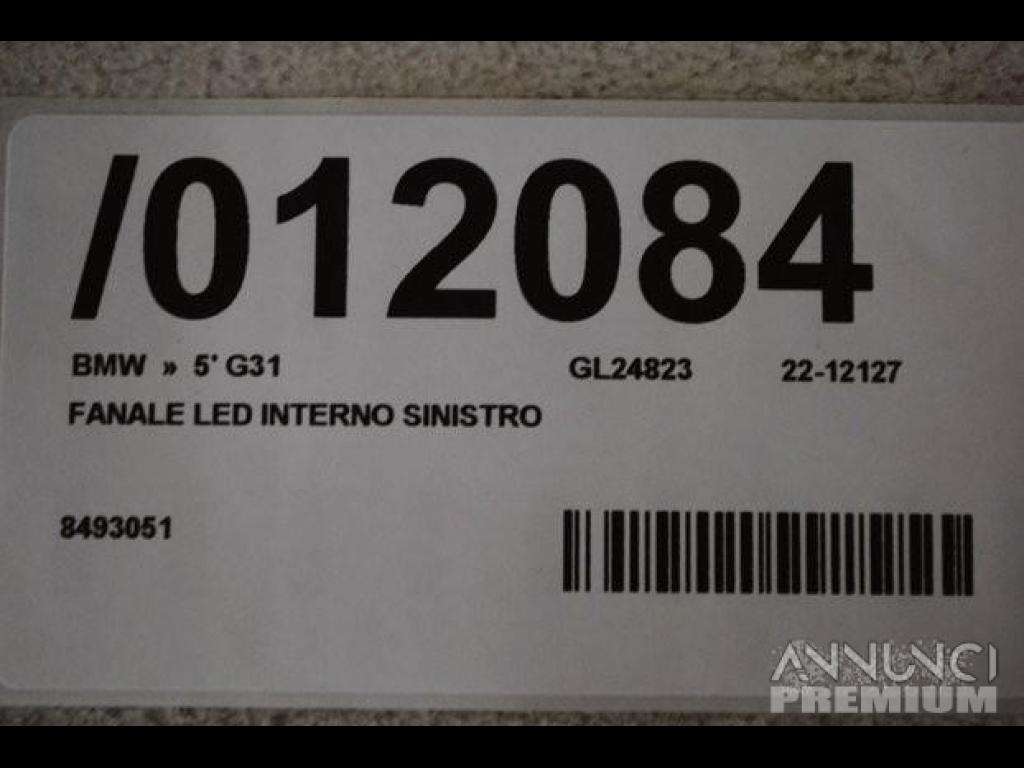 /012084
BMW » 5' G31 GL24823 22-12127
FANALE LED INTERNO SINISTRO
8493051
ANNUNCI
PREMIUM